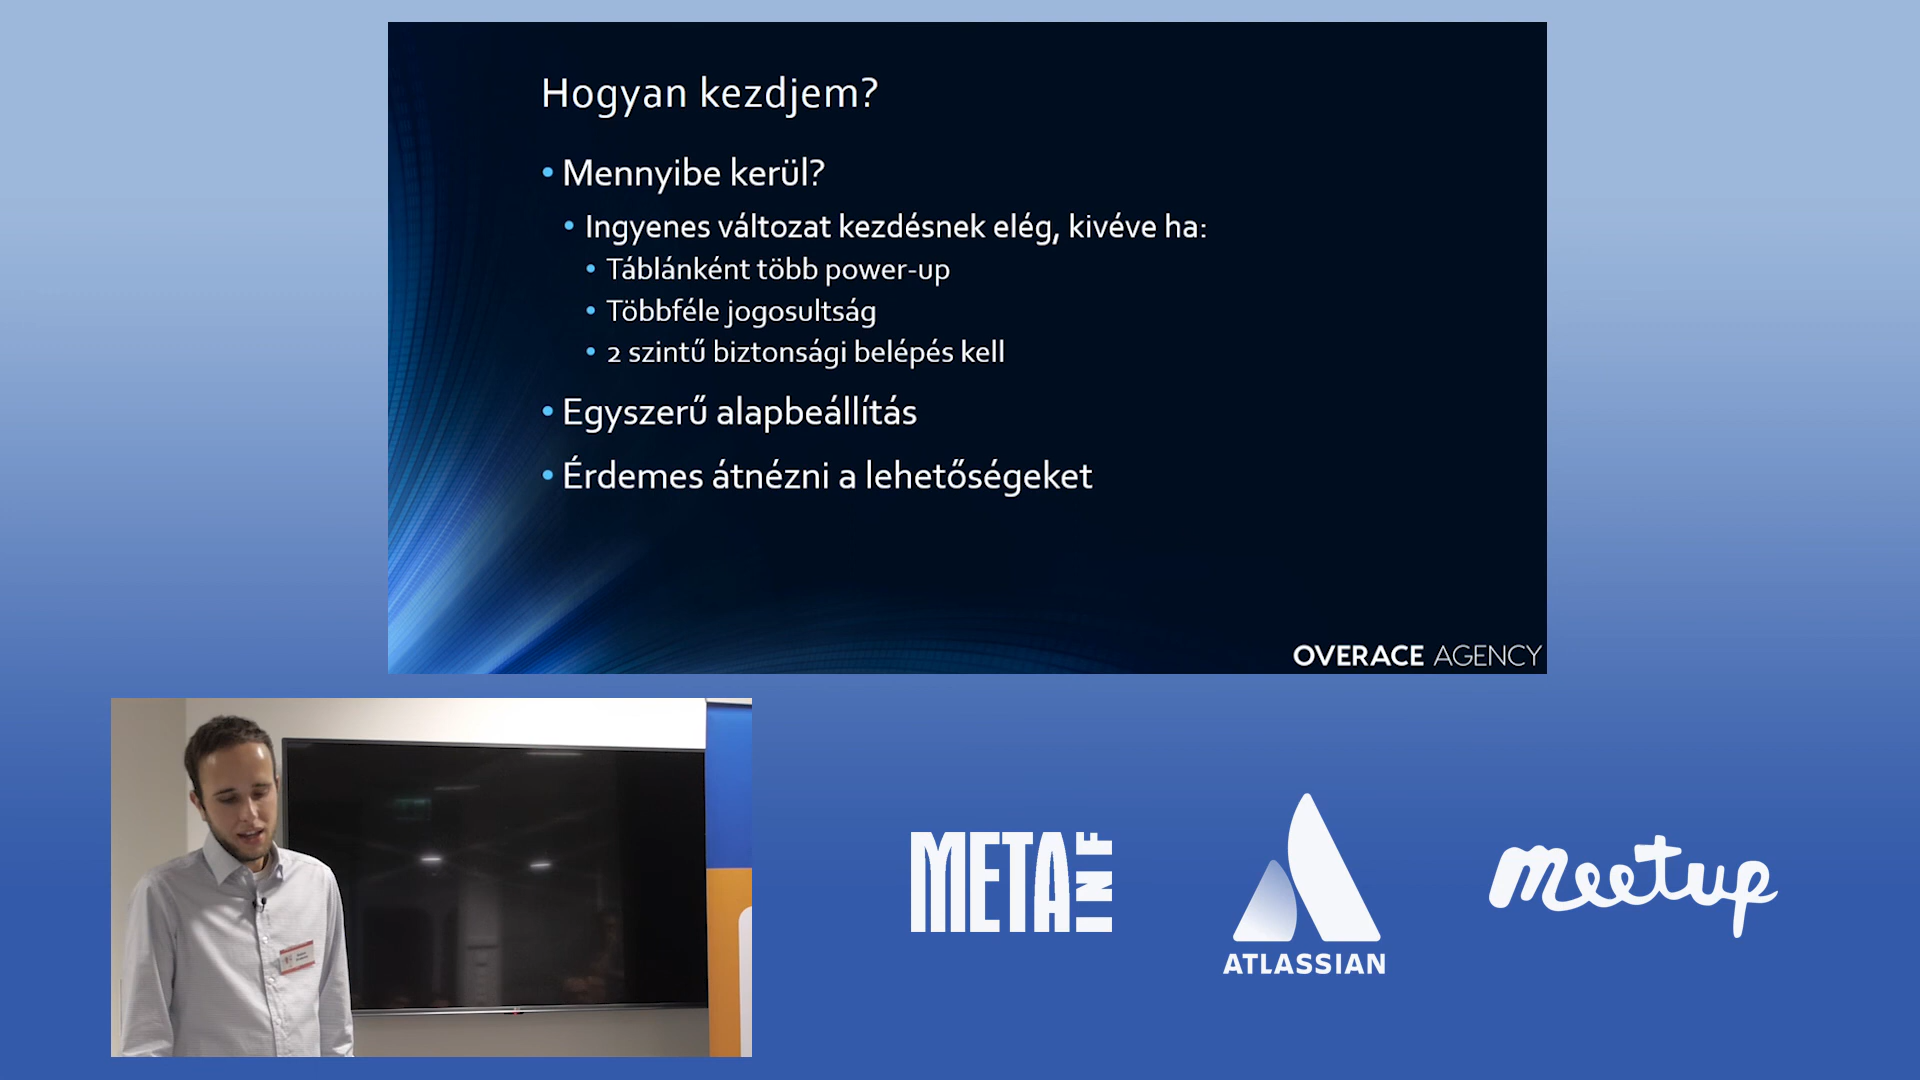 Hogyan kezdjem?
• Mennyibe kerül?
• Ingyenes változat kezdésnek elég, kivéve ha:
• Táblánként több power-up
• Többféle jogosultság
• 2 szintű biztonsági belépés kell
• Egyszerű alapbeállítás
• Érdemes átnézni a lehetőségeket
OVERACE AGENCY
META INF
ATLASSIAN
meetup